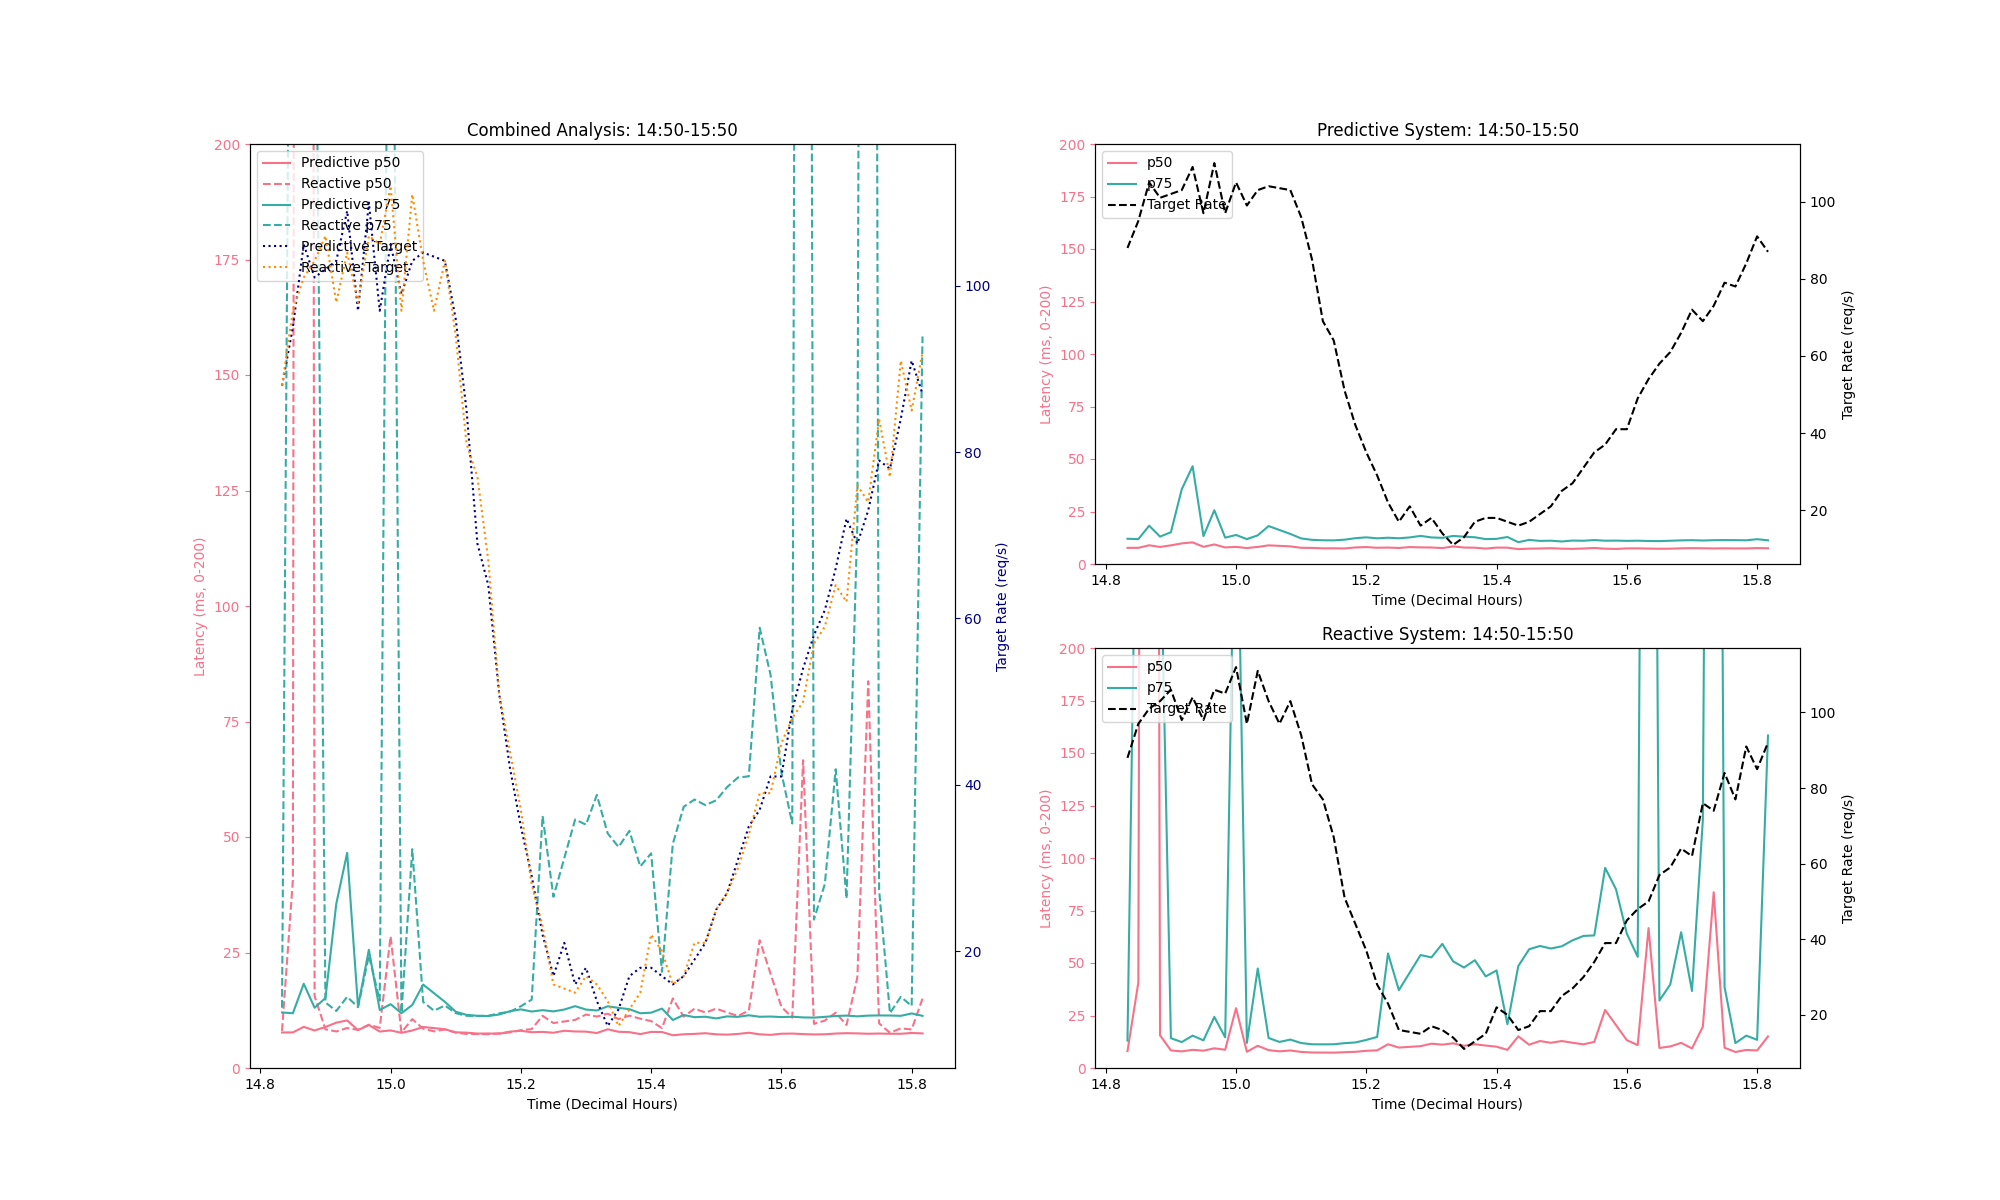 Combined Analysis: 14:50-15:50
200
175
150
125
100
75
50
25
0
Latency (ms, 0-200)
Predictive p50
Reactive p50
Predictive p75
Reactive p75
Predictive Target
Reactive Target
100
80
60
40
20
Target Rate (req/s)
14.8 15.0 15.2 15.4 15.6 15.8
Time (Decimal Hours)
Predictive System: 14:50-15:50
200
175
150
125
100
75
50
25
0
Latency (ms, 0-200)
p50
p75
Target Rate
100
80
60
40
20
Target Rate (req/s)
14.8 15.0 15.2 15.4 15.6 15.8
Time (Decimal Hours)
Reactive System: 14:50-15:50
200
175
150
125
100
75
50
25
0
Latency (ms, 0-200)
p50
p75
Target Rate
100
80
60
40
20
Target Rate (req/s)
14.8 15.0 15.2 15.4 15.6 15.8
Time (Decimal Hours)